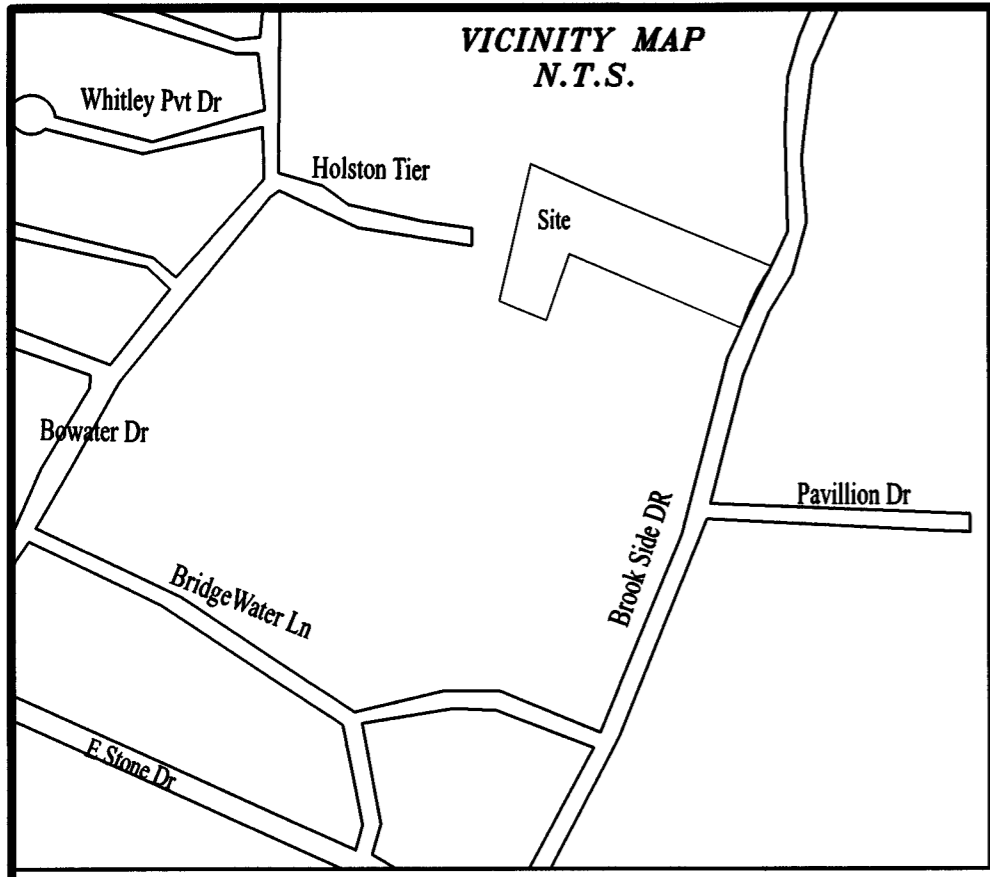 VICINITY MAP
N.T.S.
Whitley Pvt Dr
Holston Tier
Site
Bowater Dr
Pavillion Dr
Brook Side DR
BridgeWater Ln
E Stone Dr